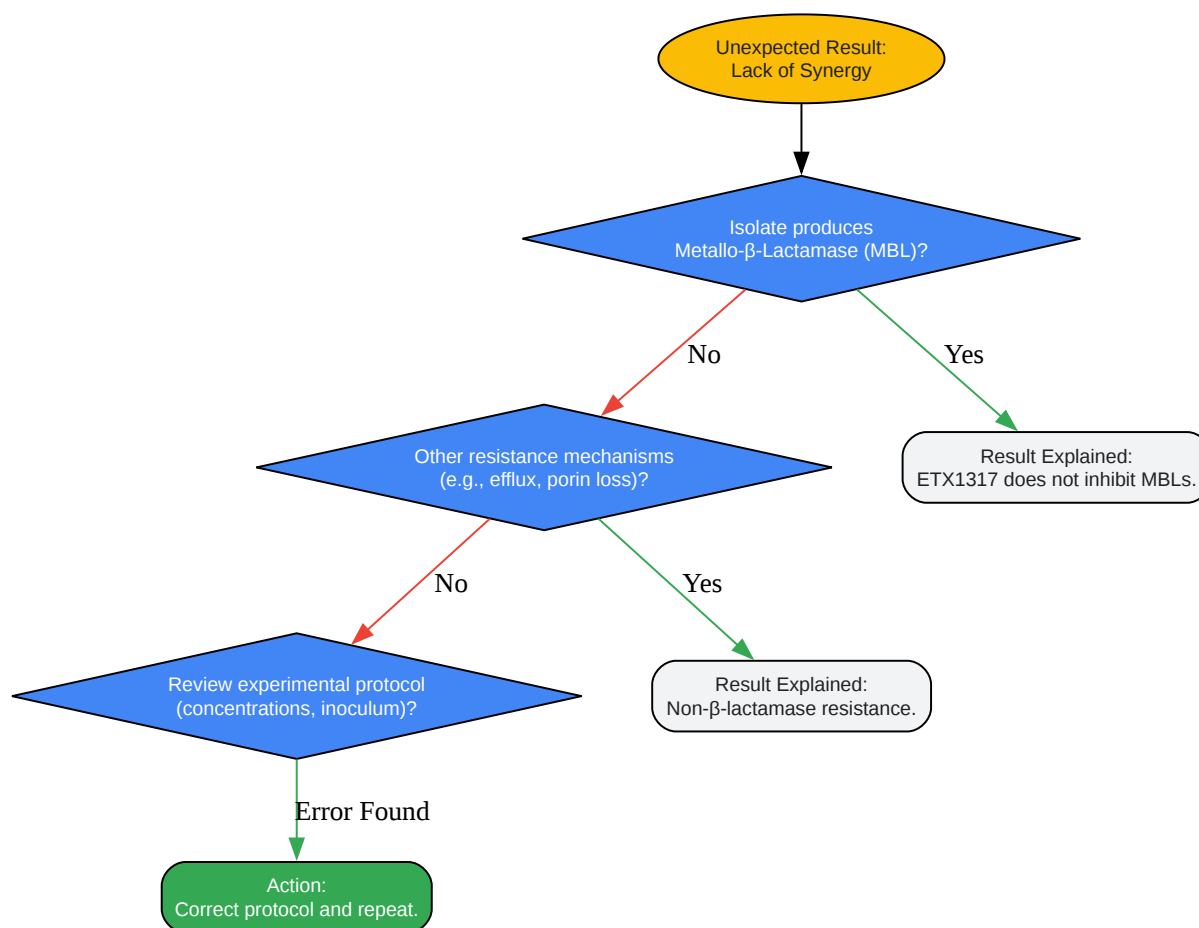 Unexpected Result:
Lack of Synergy
Isolate produces
Metallo-β-Lactamase (MBL)?
No
Yes
Other resistance mechanisms
(e.g., efflux, porin loss)?
Result Explained:
ETX1317 does not inhibit MBLs.
No
Yes
Review experimental protocol
(concentrations, inoculum)?
Result Explained:
Non-β-lactamase resistance.
Error Found
Action:
Correct protocol and repeat.